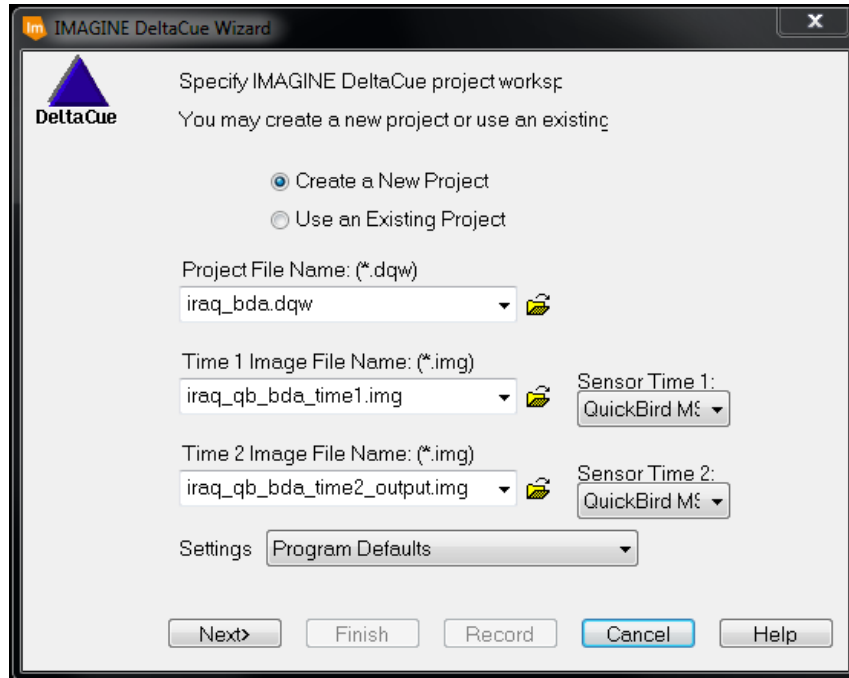 Im IMAGINE DeltaCue Wizard x
DeltaCue
Specify IMAGINE DeltaCue project worksp
You may create a new project or use an existing
Create a New Project
Use an Existing Project
Project File Name: (*.dqw)
iraq_bda.dqw
Time 1 Image File Name: (*.img)
Sensor Time 1:
iraq_qb_bda_time1.img QuickBird MS
Time 2 Image File Name: (*.img)
Sensor Time 2:
iraq_qb_bda_time2_output.img QuickBird MS
Settings Program Defaults
Next> Finish Record Cancel Help